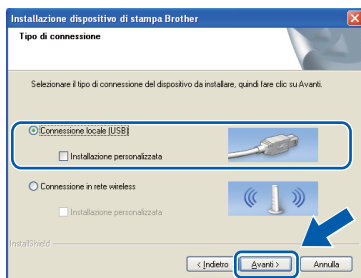 Installazione dispositivo di stampa Brother
Tipo di connessione
Selezionare il tipo di connessione del dispositivo da installare, quindi fare clic su Avanti.
Connessione locale (USB)
Installazione personalizzata
Connessione in rete wireless
Installazione personalizzata
InstallShield
< Indietro Avanti > Annulla